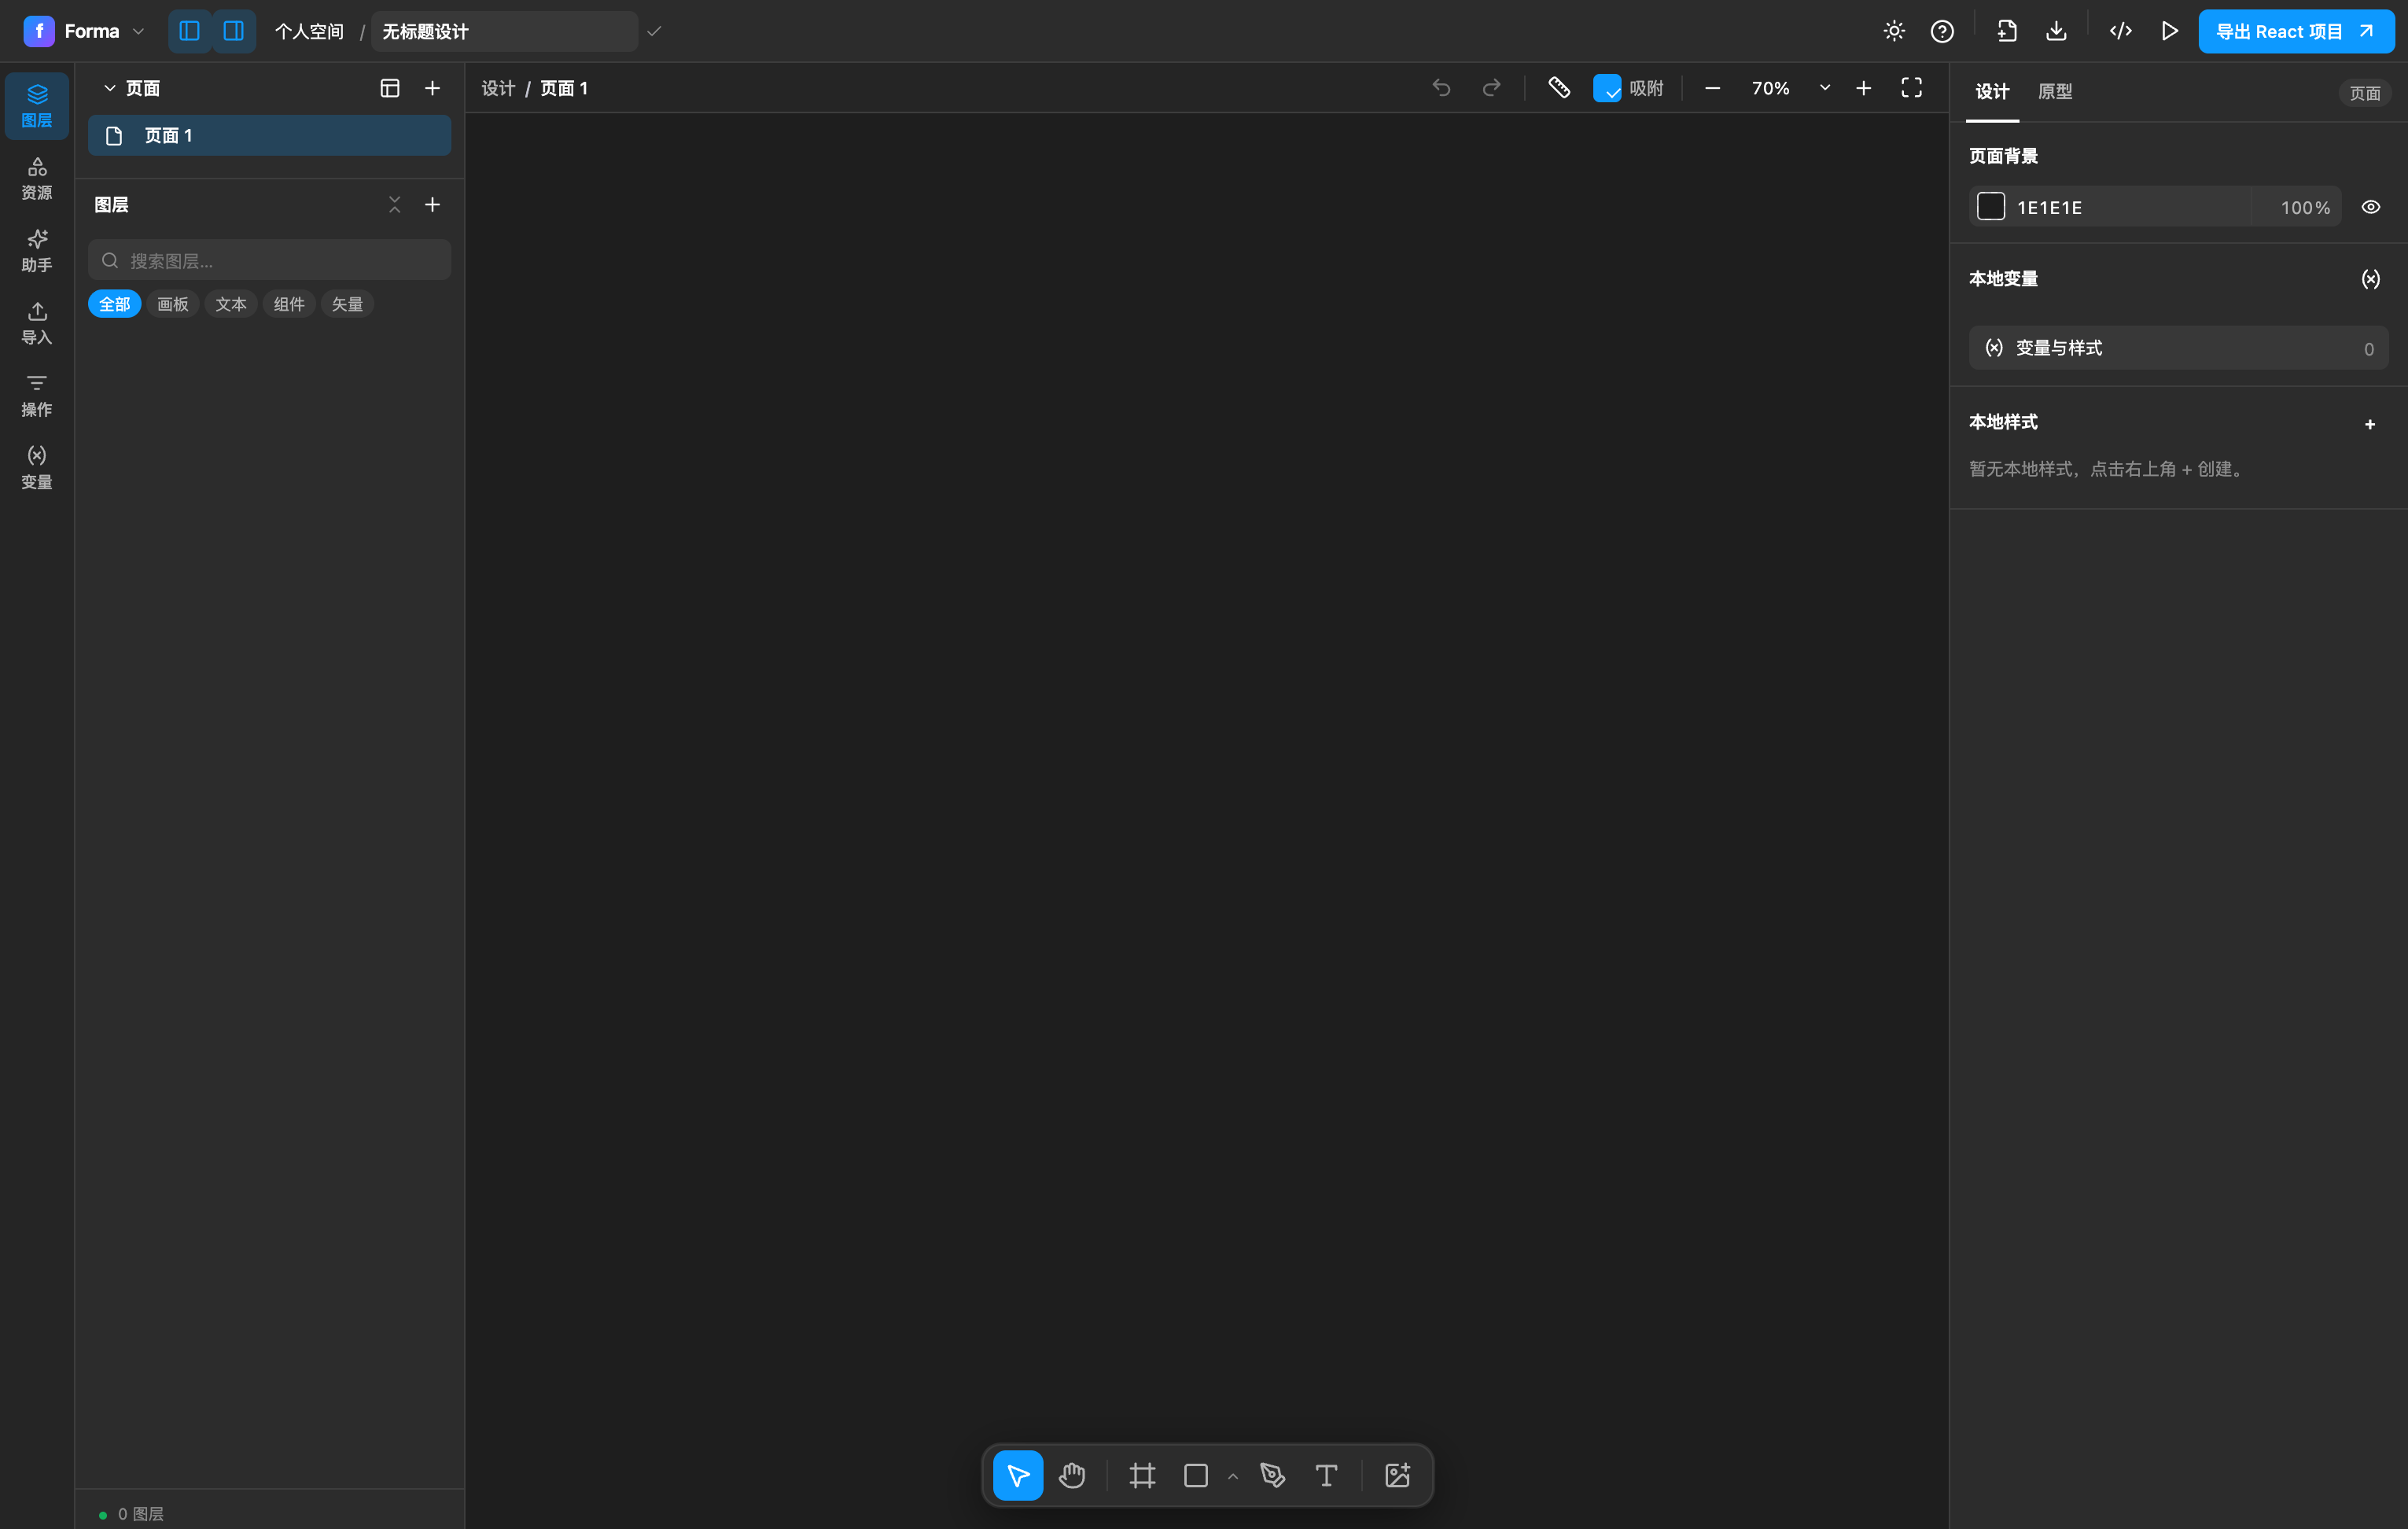 f Forma 个人空间 / 无标题设计 导出 React 项目
图层
资源
助手
导入
操作
变量
页面
页面 1
图层
搜索图层...
全部 画板 文本 组件 矢量
0 图层
设计 / 页面 1 吸附 70%
设计 原型 页面
页面背景
1E1E1E 100%
本地变量
变量与样式 0
本地样式
暂无本地样式，点击右上角 + 创建。